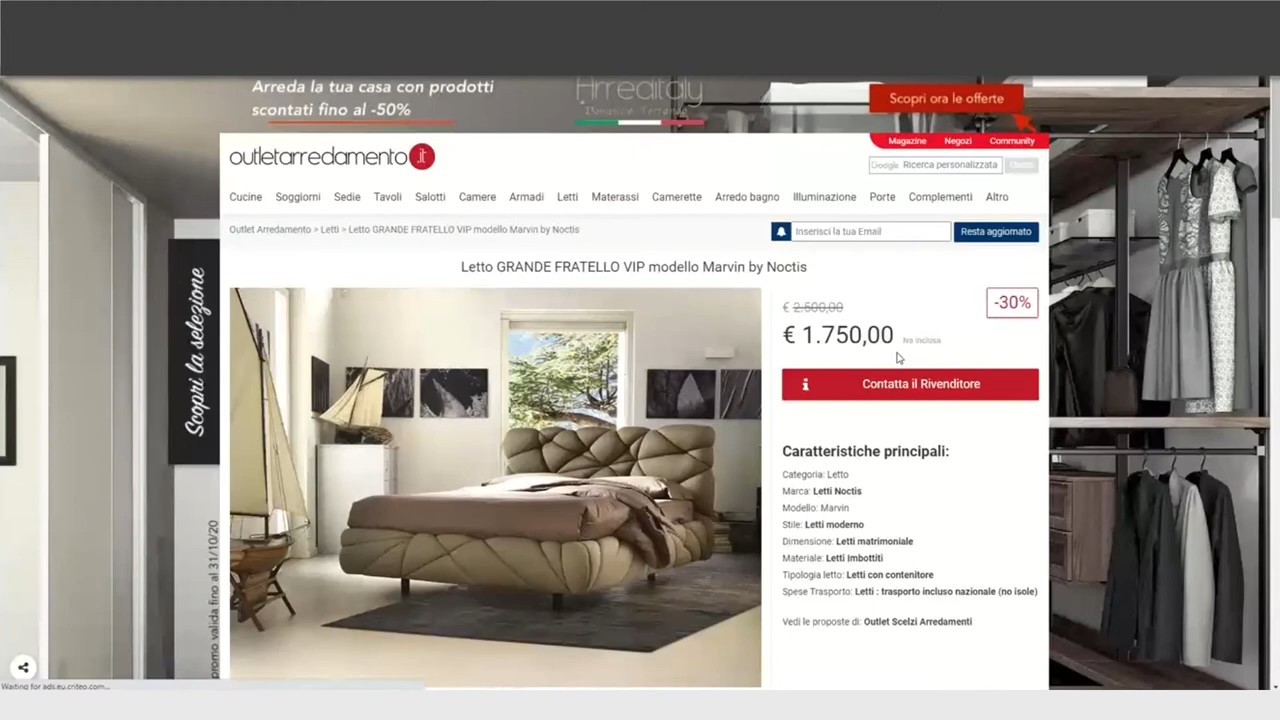 Arreda la tua casa con prodotti
scontati fino al -50%
Arreditaly
Scopri ora le offerte
Magazine Negozi Community
outletarredamento.it
Google Ricerca personalizzata
Cucine Soggiorni Sedie Tavoli Salotti Camere Armadi Letti Materassi Camerette Arredo bagno Illuminazione Porte Complementi Altro
Outlet Arredamento > Letti > Letto GRANDE FRATELLO VIP modello Marvin by Noctis
Inserisci la tua Email Resta aggiornato
Letto GRANDE FRATELLO VIP modello Marvin by Noctis
Scopri la selezione
promo valida fino al 31/10/20
€ 2.500,00
-30%
€ 1.750,00 Iva inclusa
Contatta il Rivenditore
Caratteristiche principali:
Categoria: Letto
Marca: Letti Noctis
Modello: Marvin
Stile: Letti moderno
Dimensione: Letti matrimoniale
Materiale: Letti Imbottiti
Tipologia letto: Letti con contenitore
Spese Trasporto: Letti : trasporto incluso nazionale (no isole)
Vedi le proposte di: Outlet Scelzi Arredamenti
Waiting for ads.eu.criteo.com...